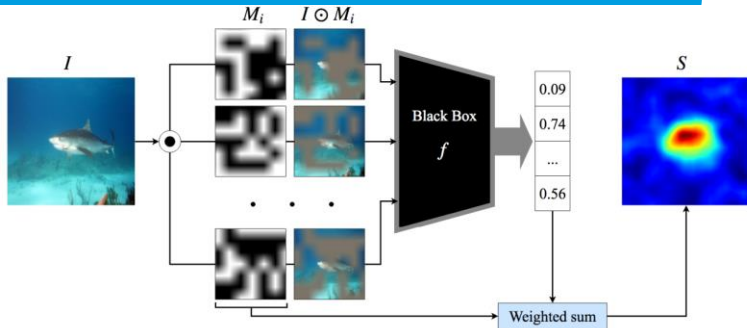 I
M_i
I ⊙ M_i
S
Black Box
f
0.09
0.74
...
0.56
Weighted sum